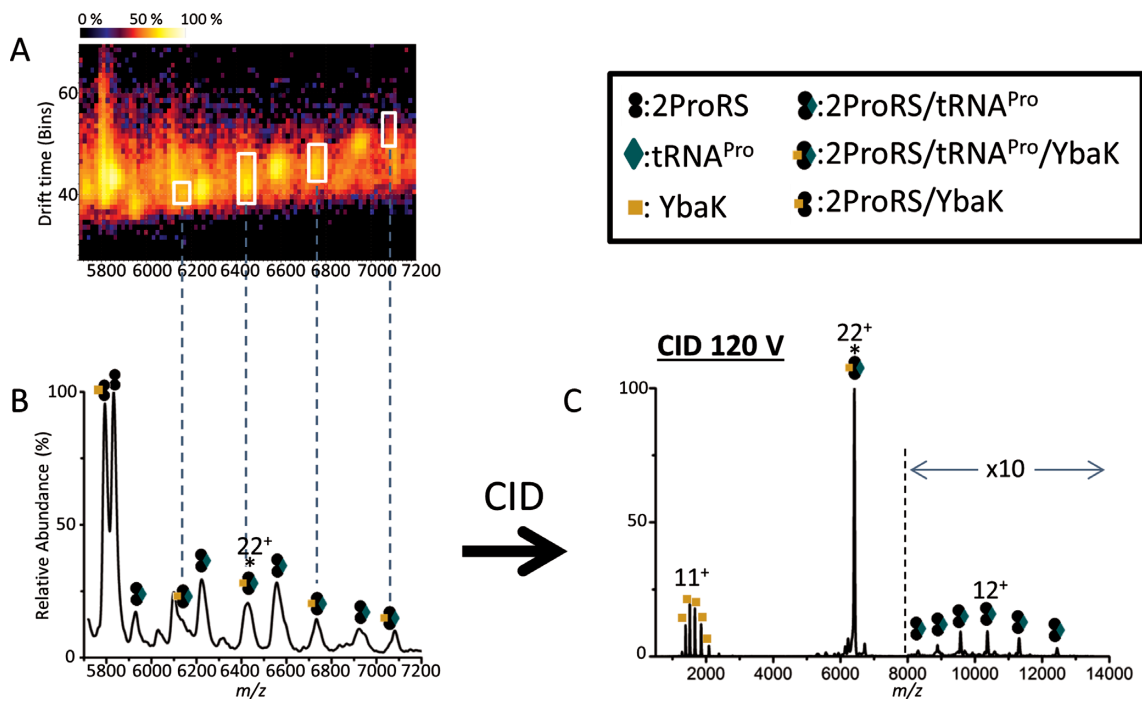 0 % 50 % 100 %
A
Drift time (Bins)
60
40
5800 6000 6200 6400 6600 6800 7000 7200
:2ProRS
:2ProRS/tRNAPro
:tRNAPro
:2ProRS/tRNAPro/YbaK
: YbaK
:2ProRS/YbaK
B
Relative Abundance (%)
100
50
0
22+
*
5800 6000 6200 6400 6600 6800 7000 7200
m/z
CID
C
CID 120 V
22+
*
100
50
0
x10
11+
12+
2000 4000 6000 8000 10000 12000 14000
m/z